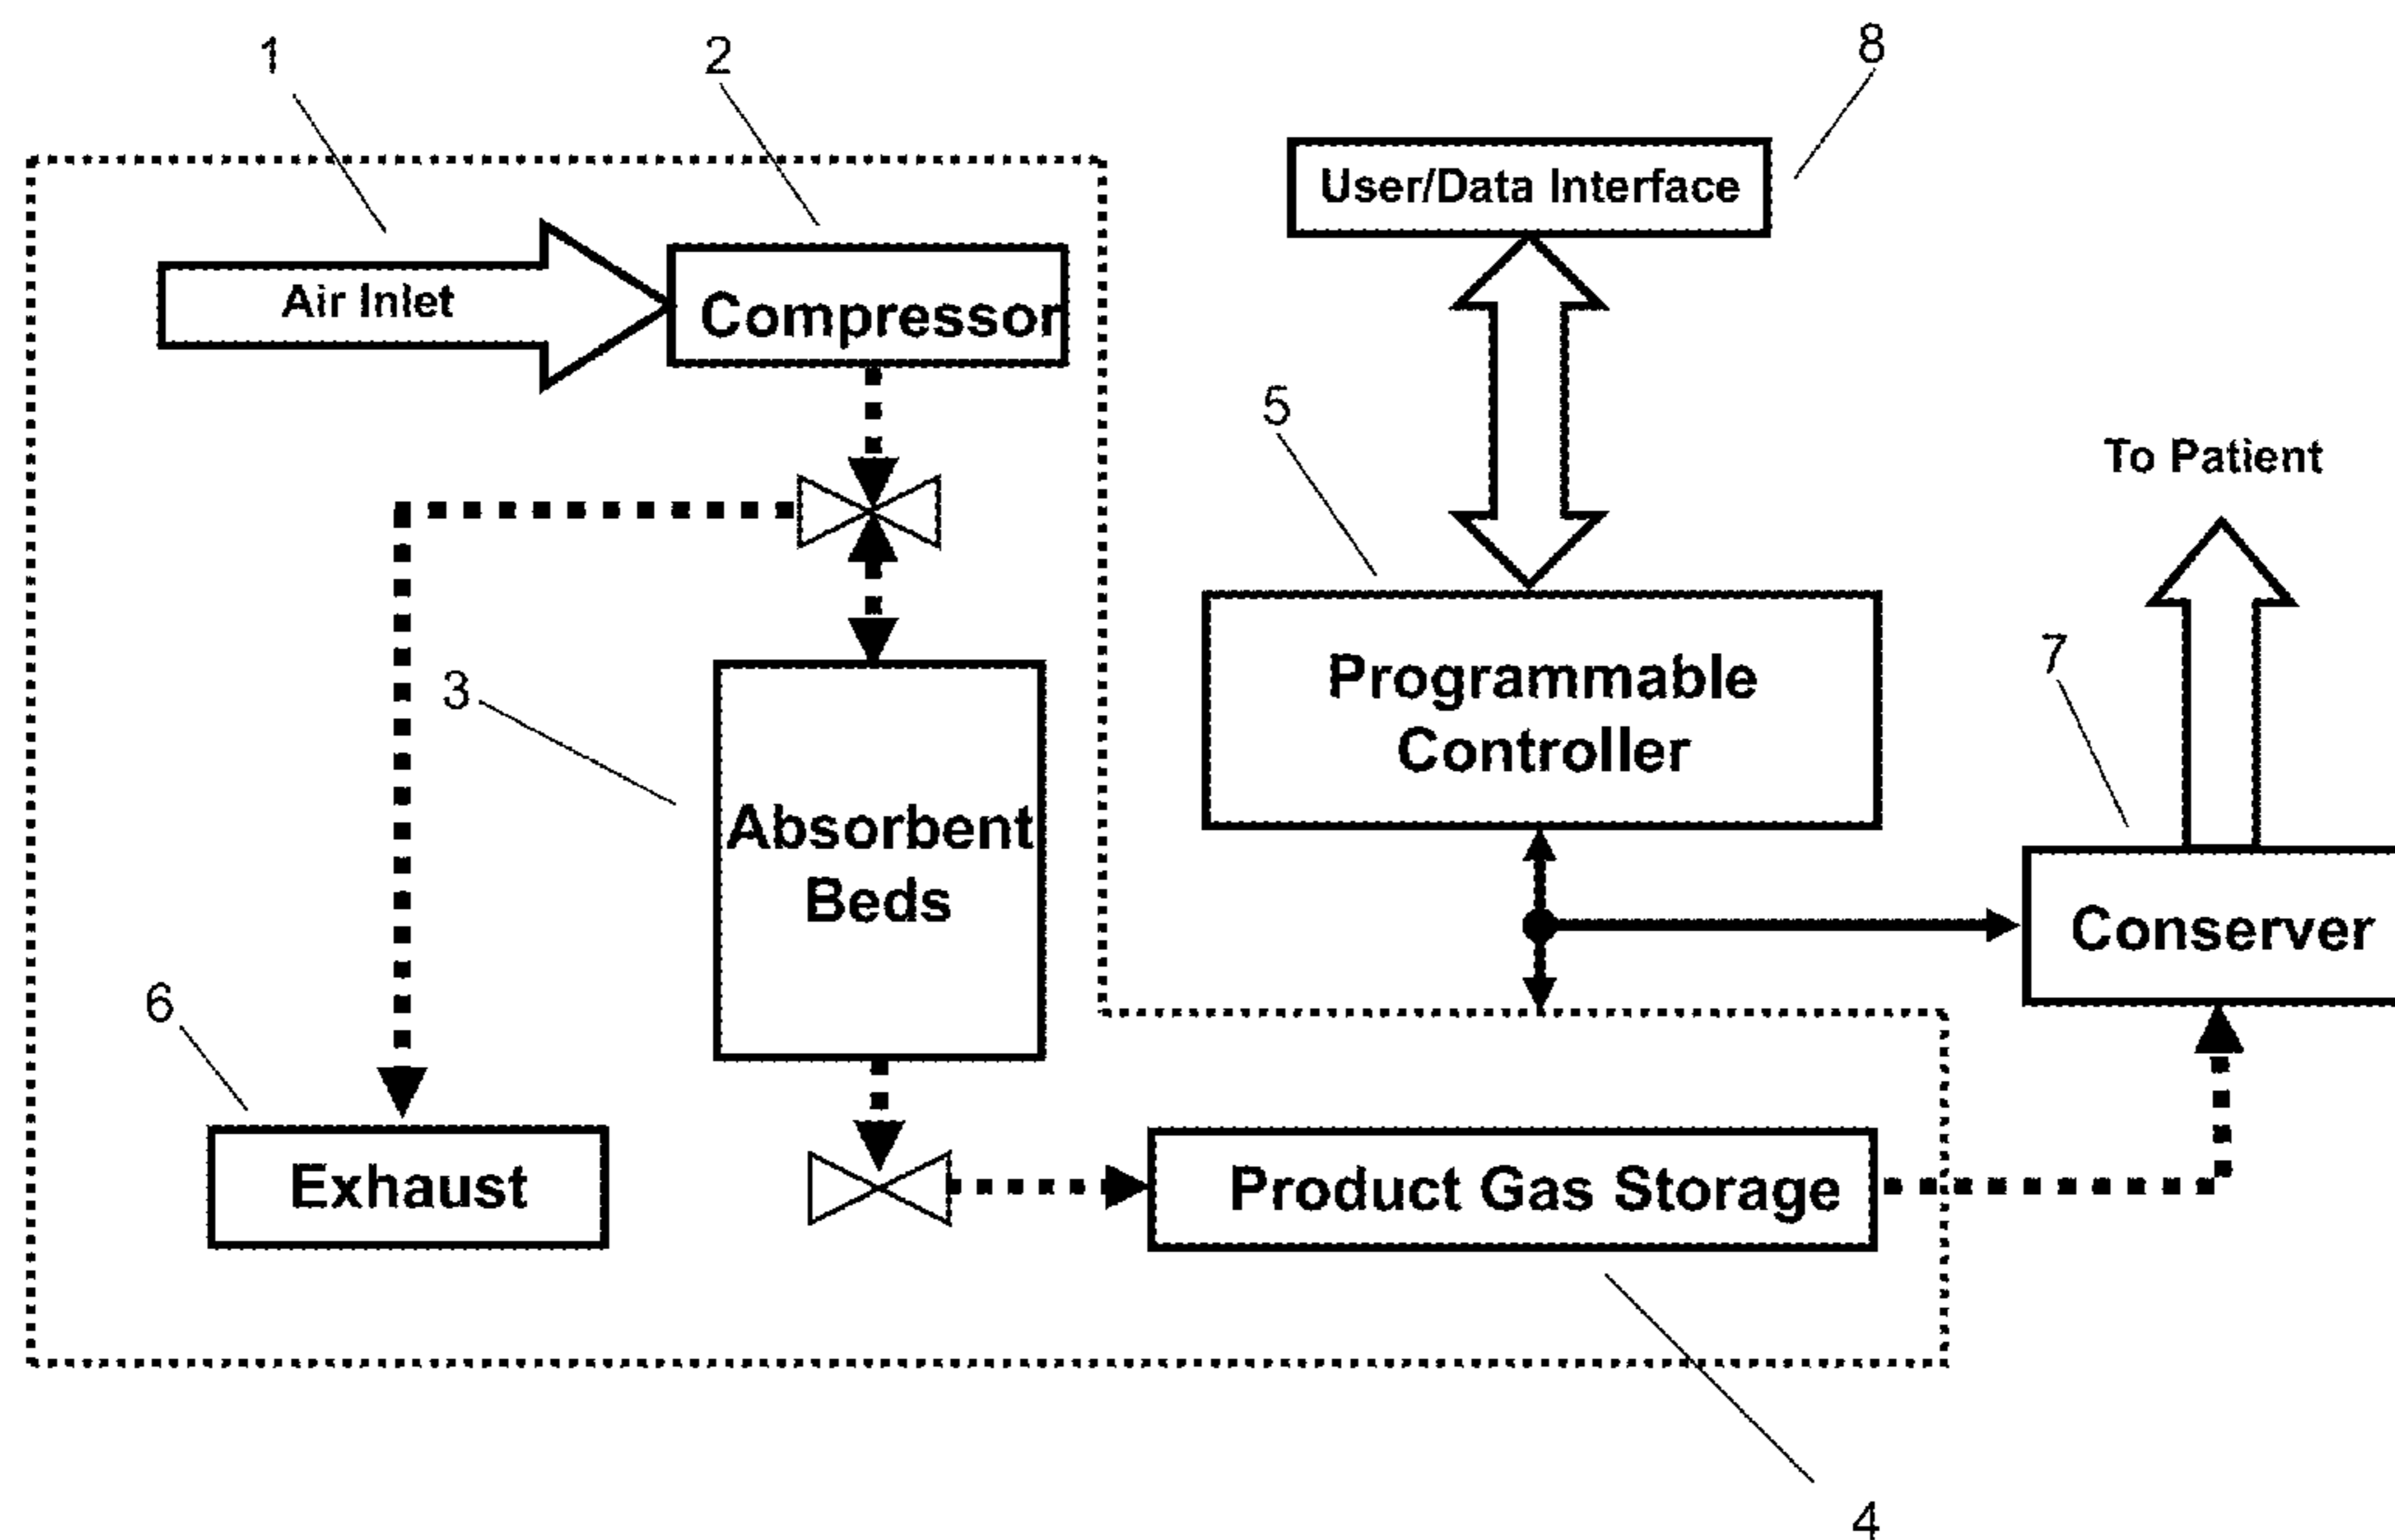 1
2
8
User/Data Interface
Air Inlet
Compressor
5
To Patient
Programmable
Controller
7
3
Absorbent
Beds
Conserver
6
Exhaust
Product Gas Storage
4